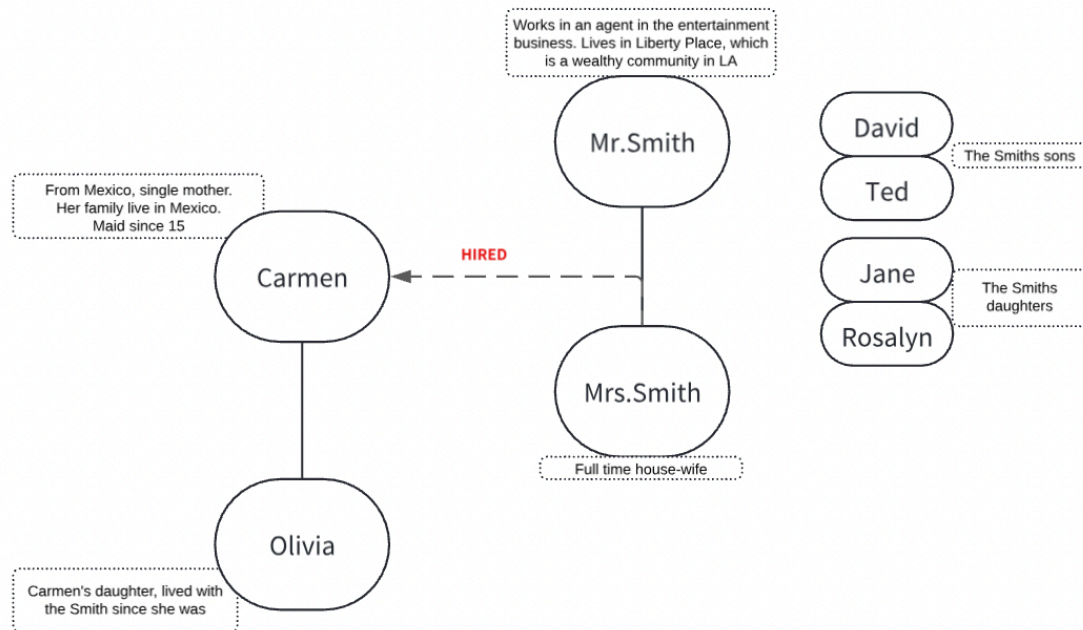 Works in an agent in the entertainment
business. Lives in Liberty Place, which
is a wealthy community in LA
Mr.Smith
David
The Smiths sons
Ted
From Mexico, single mother.
Her family live in Mexico.
Maid since 15
Carmen
HIRED
Jane
The Smiths
daughters
Rosalyn
Mrs.Smith
Full time house-wife
Olivia
Carmen's daughter, lived with
the Smith since she was